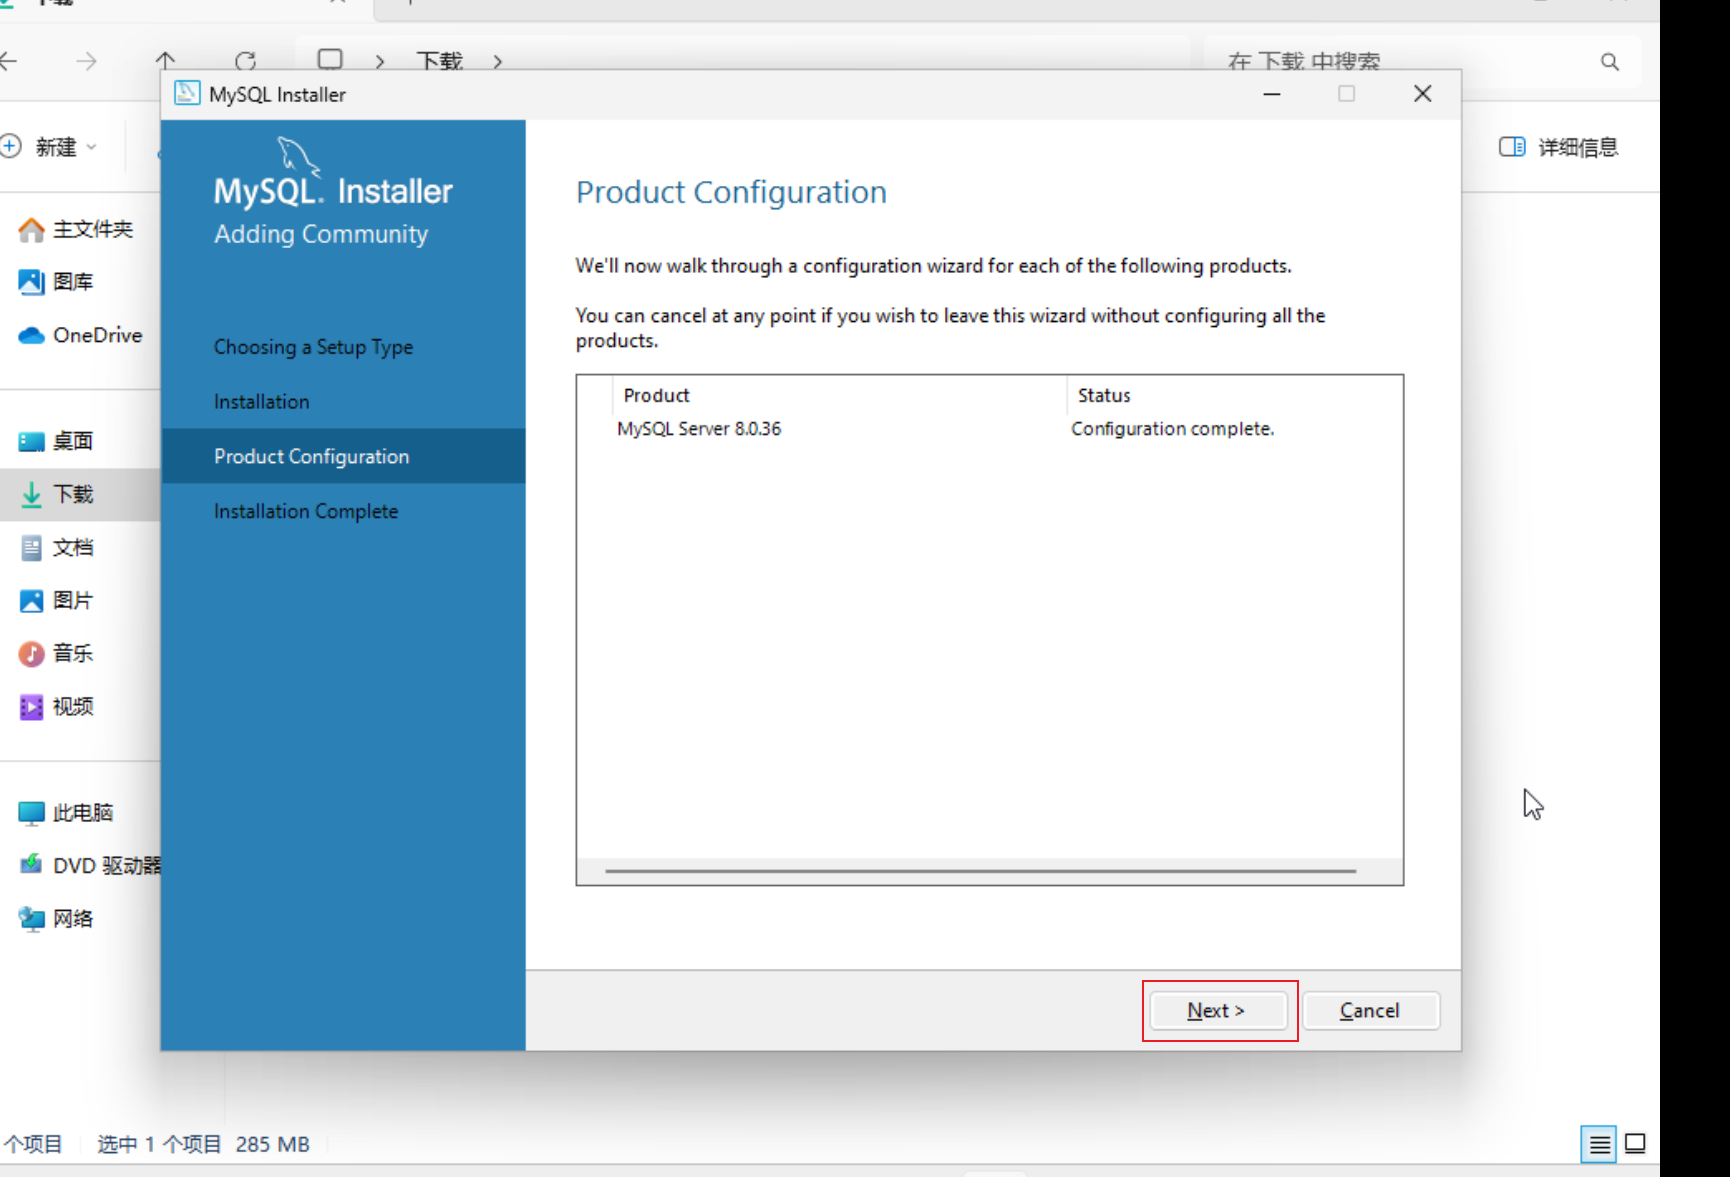 下载
在 下载 中搜索
MySQL Installer
新建
详细信息
MySQL. Installer
Adding Community
Product Configuration
主文件夹
图库
OneDrive
We'll now walk through a configuration wizard for each of the following products.
You can cancel at any point if you wish to leave this wizard without configuring all the
products.
Choosing a Setup Type
Installation
Product Configuration
Installation Complete
Product Status
MySQL Server 8.0.36 Configuration complete.
桌面
下载
文档
图片
音乐
视频
此电脑
DVD 驱动器
网络
Next >
Cancel
个项目 选中 1 个项目 285 MB